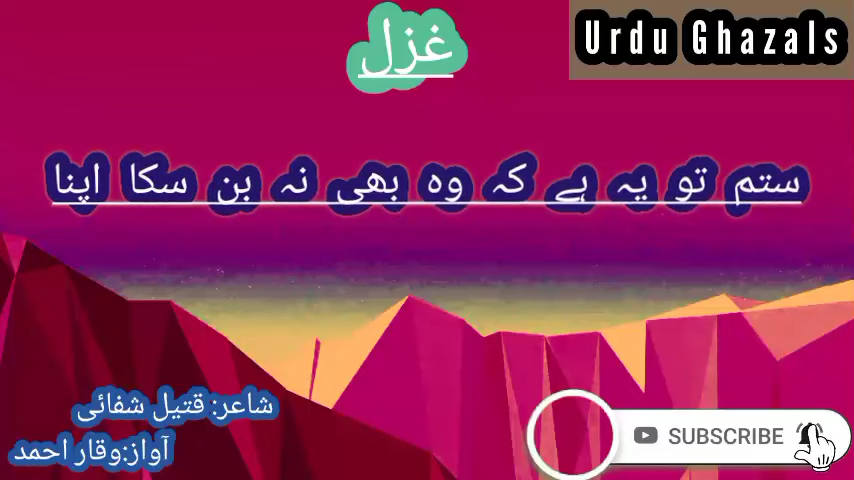 غزل
Urdu Ghazals
ستم تو یہ ہے کہ وہ بھی نہ بن سکا اپنا
شاعر: قتیل شفائی
آواز:وقار احمد
SUBSCRIBE